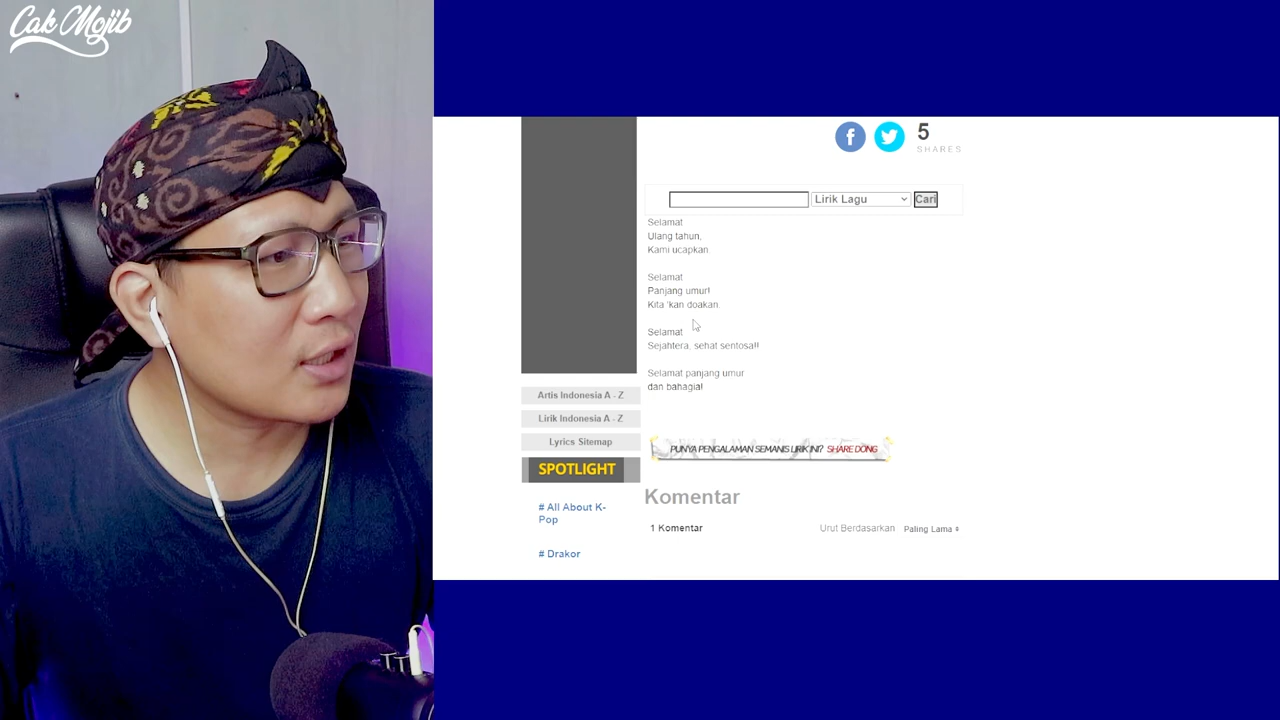 Cak Mojib
5
SHARES
Lirik Lagu
Cari
Selamat
Ulang tahun,
Kami ucapkan.
Selamat
Panjang umur!
Kita 'kan doakan.
Selamat
Sejahtera, sehat sentosa!!
Selamat panjang umur
dan bahagia!
Artis Indonesia A - Z
Lirik Indonesia A - Z
Lyrics Sitemap
SPOTLIGHT
# All About K-
Pop
# Drakor
PUNYA PENGALAMAN SEMANIS LIRIK INI? SHARE DONG
Komentar
1 Komentar
Urut Berdasarkan
Paling Lama